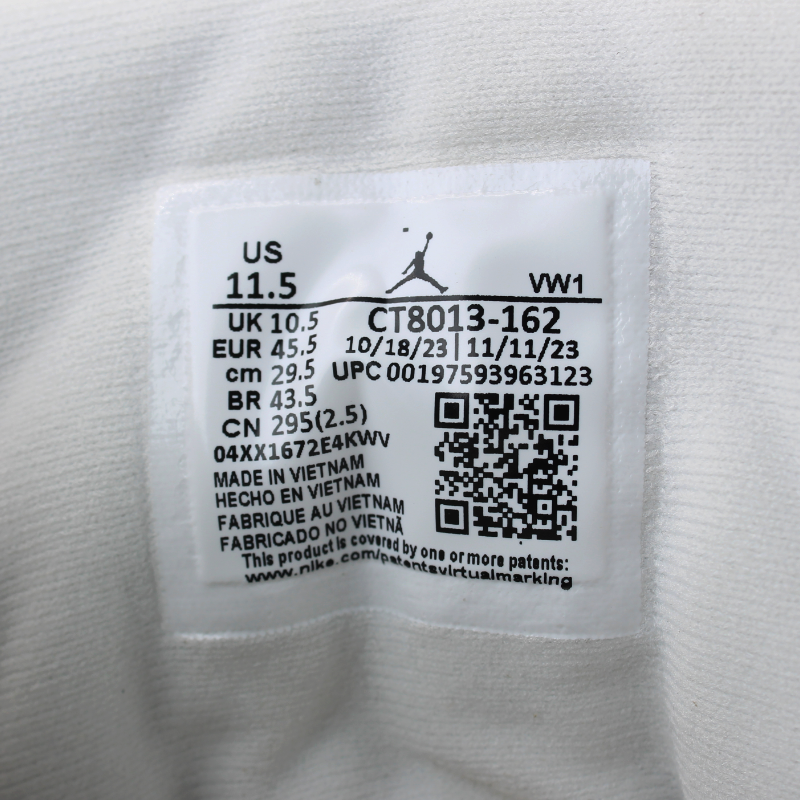 US
11.5
VW1
UK 10.5
CT8013-162
EUR 45.5
10/18/23 | 11/11/23
cm 29.5
UPC 00197593963123
BR 43.5
CN 295(2.5)
04XX1672E4KWV
MADE IN VIETNAM
HECHO EN VIETNAM
FABRIQUE AU VIETNAM
FABRICADO NO VIETNÃ
This product is covered by one or more patents:
www.nike.com/patentsvirtualmarking